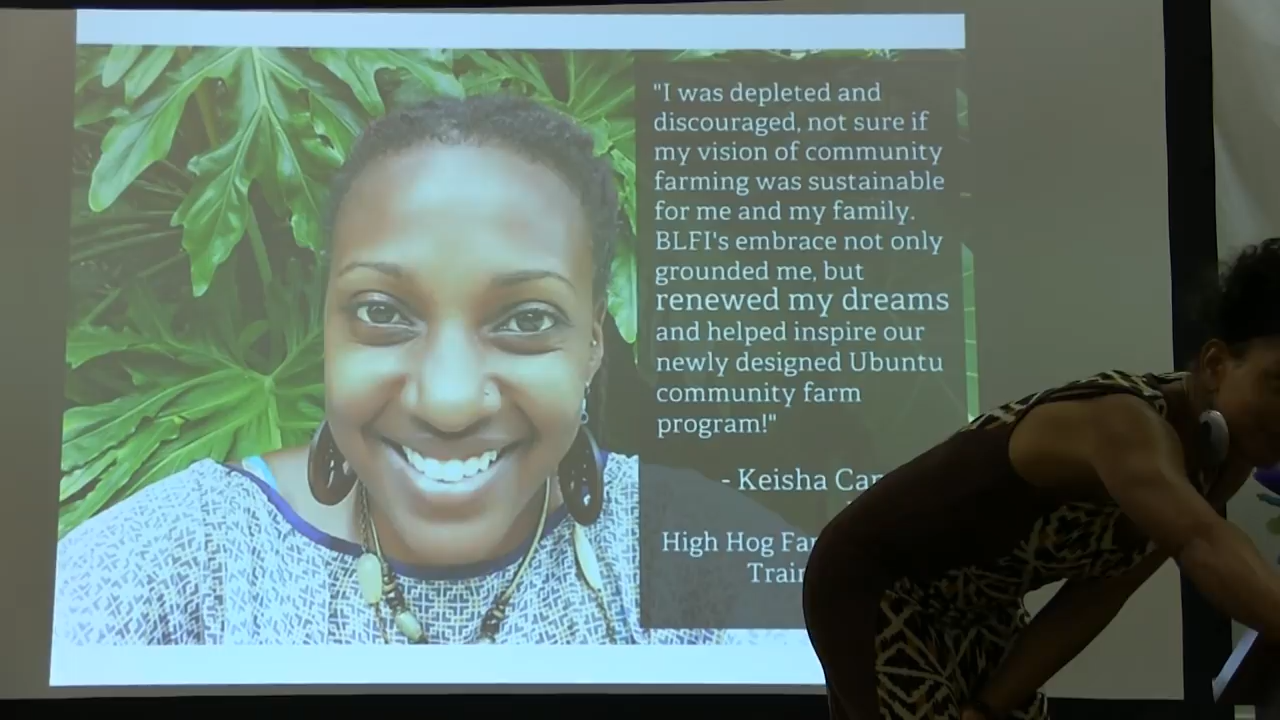 "I was depleted and
discouraged, not sure if
my vision of community
farming was sustainable
for me and my family.
BLFI's embrace not only
grounded me, but
renewed my dreams
and helped inspire our
newly designed Ubuntu
community farm
program!"
- Keisha
High Hog